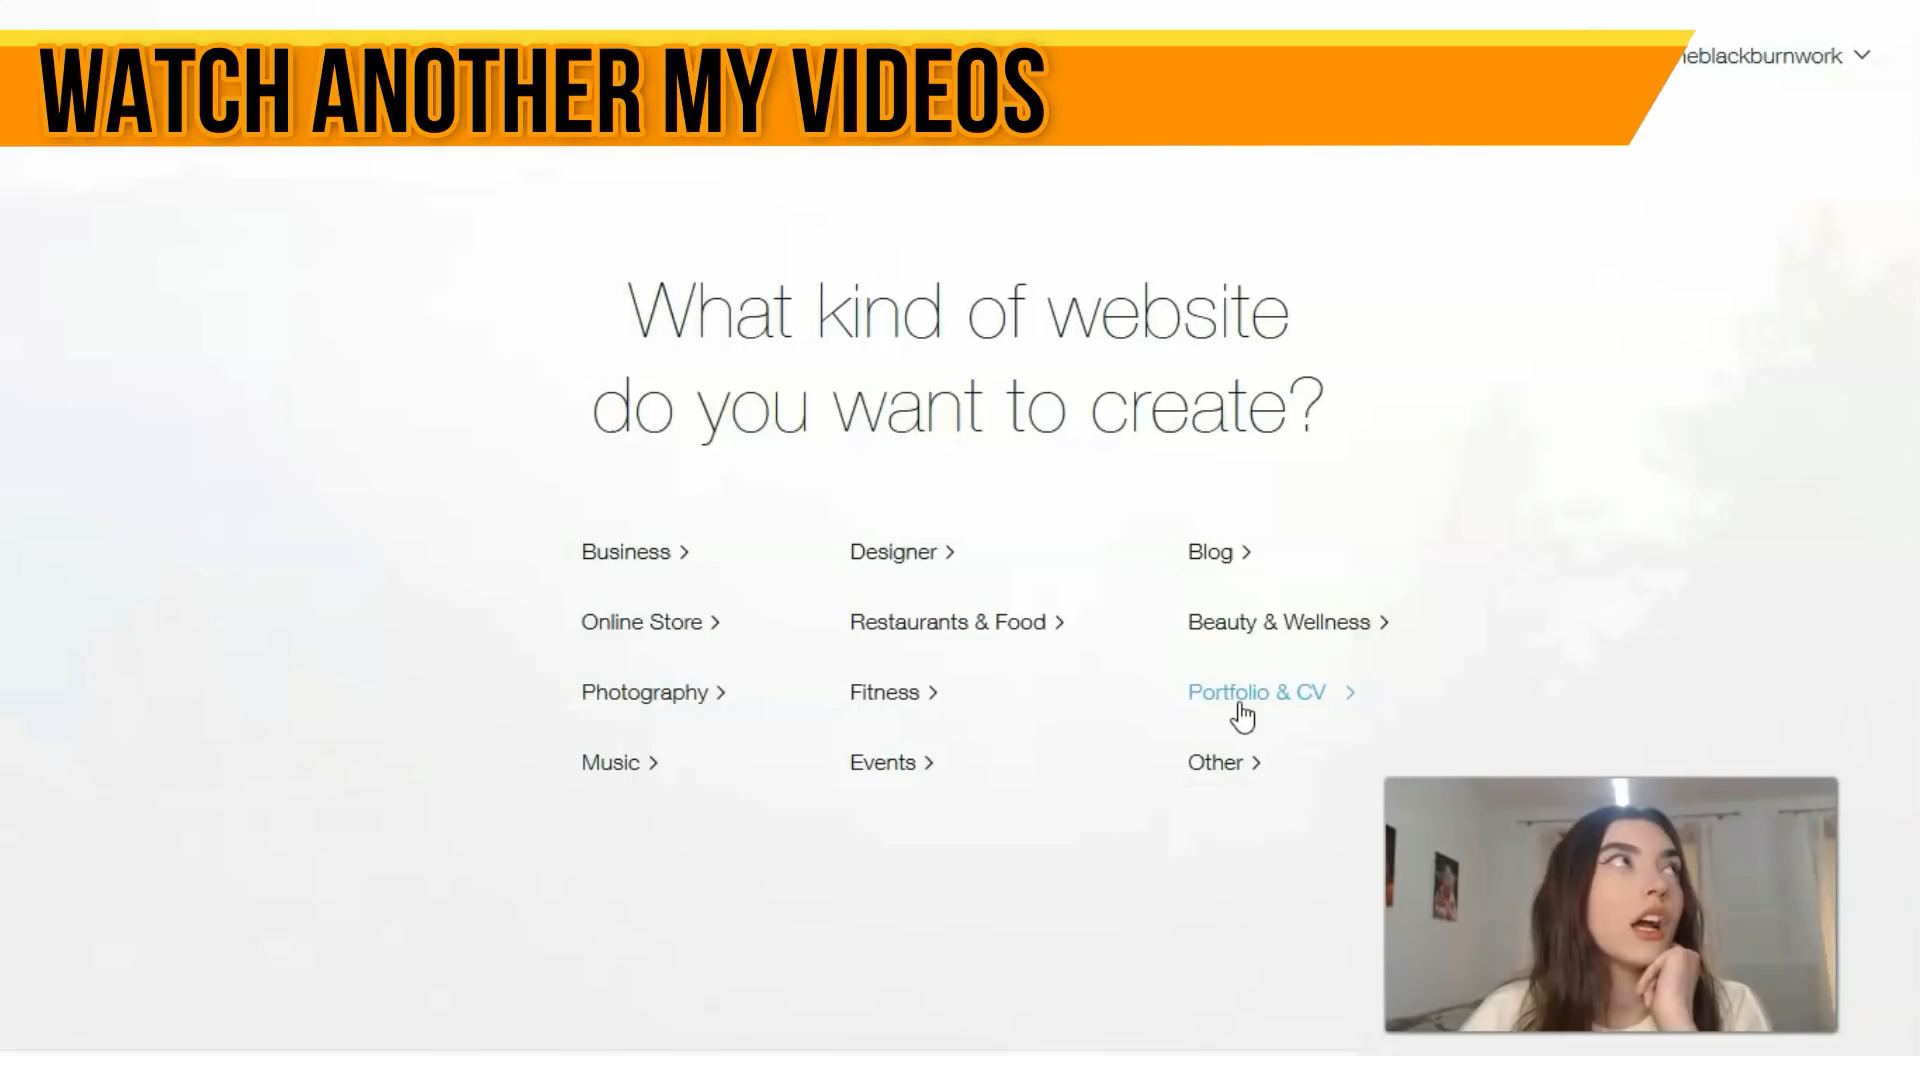 WATCH ANOTHER MY VIDEOS
eblackburnwork
What kind of website
do you want to create?
Business
Designer
Blog
Online Store
Restaurants & Food
Beauty & Wellness
Photography
Fitness
Portfolio & CV
Music
Events
Other